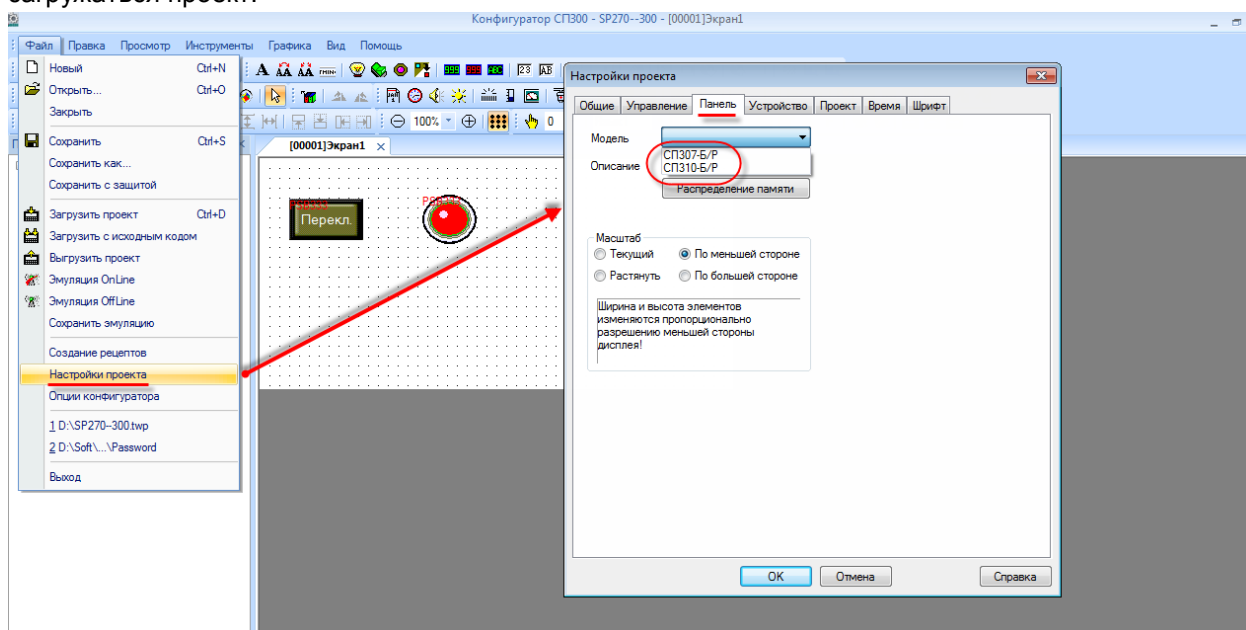 загружаться проект.
Конфигуратор СП300 - SP270--300 - [00001]Экран1
Файл Правка Просмотр Инструменты Графика Вид Помощь
Новый Ctrl+N
Открыть... Ctrl+O
Закрыть
Сохранить Ctrl+S
Сохранить как...
Сохранить с защитой
Загрузить проект Ctrl+D
Загрузить с исходным кодом
Выгрузить проект
Эмуляция OnLine
Эмуляция OffLine
Сохранить эмуляцию
Создание рецептов
Настройки проекта
Опции конфигуратора
1 D:\SP270-300.twp
2 D:\Soft\...\Password
Выход
100%
0
[00001]Экран1
Перекл.
Настройки проекта
Общие Управление Панель Устройство Проект Время Шрифт
Модель
СП307-Б/Р
СП310-Б/Р
Описание
Распределение памяти
Масштаб
Текущий По меньшей стороне
Растянуть По большей стороне
Ширина и высота элементов
изменяются пропорционально
разрешению меньшей стороны
дисплея!
OK Отмена Справка